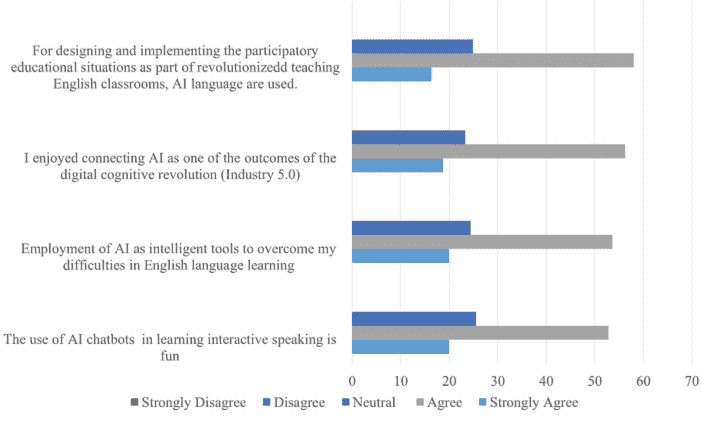 For designing and implementing the participatory
educational situations as part of revolutionizedd teaching
English classrooms, AI language are used.
I enjoyed connecting AI as one of the outcomes of the
digital cognitive revolution (Industry 5.0)
Employment of AI as intelligent tools to overcome my
difficulties in English language learning
The use of AI chatbots in learning interactive speaking is
fun
0 10 20 30 40 50 60 70
Strongly Disagree Disagree Neutral Agree Strongly Agree